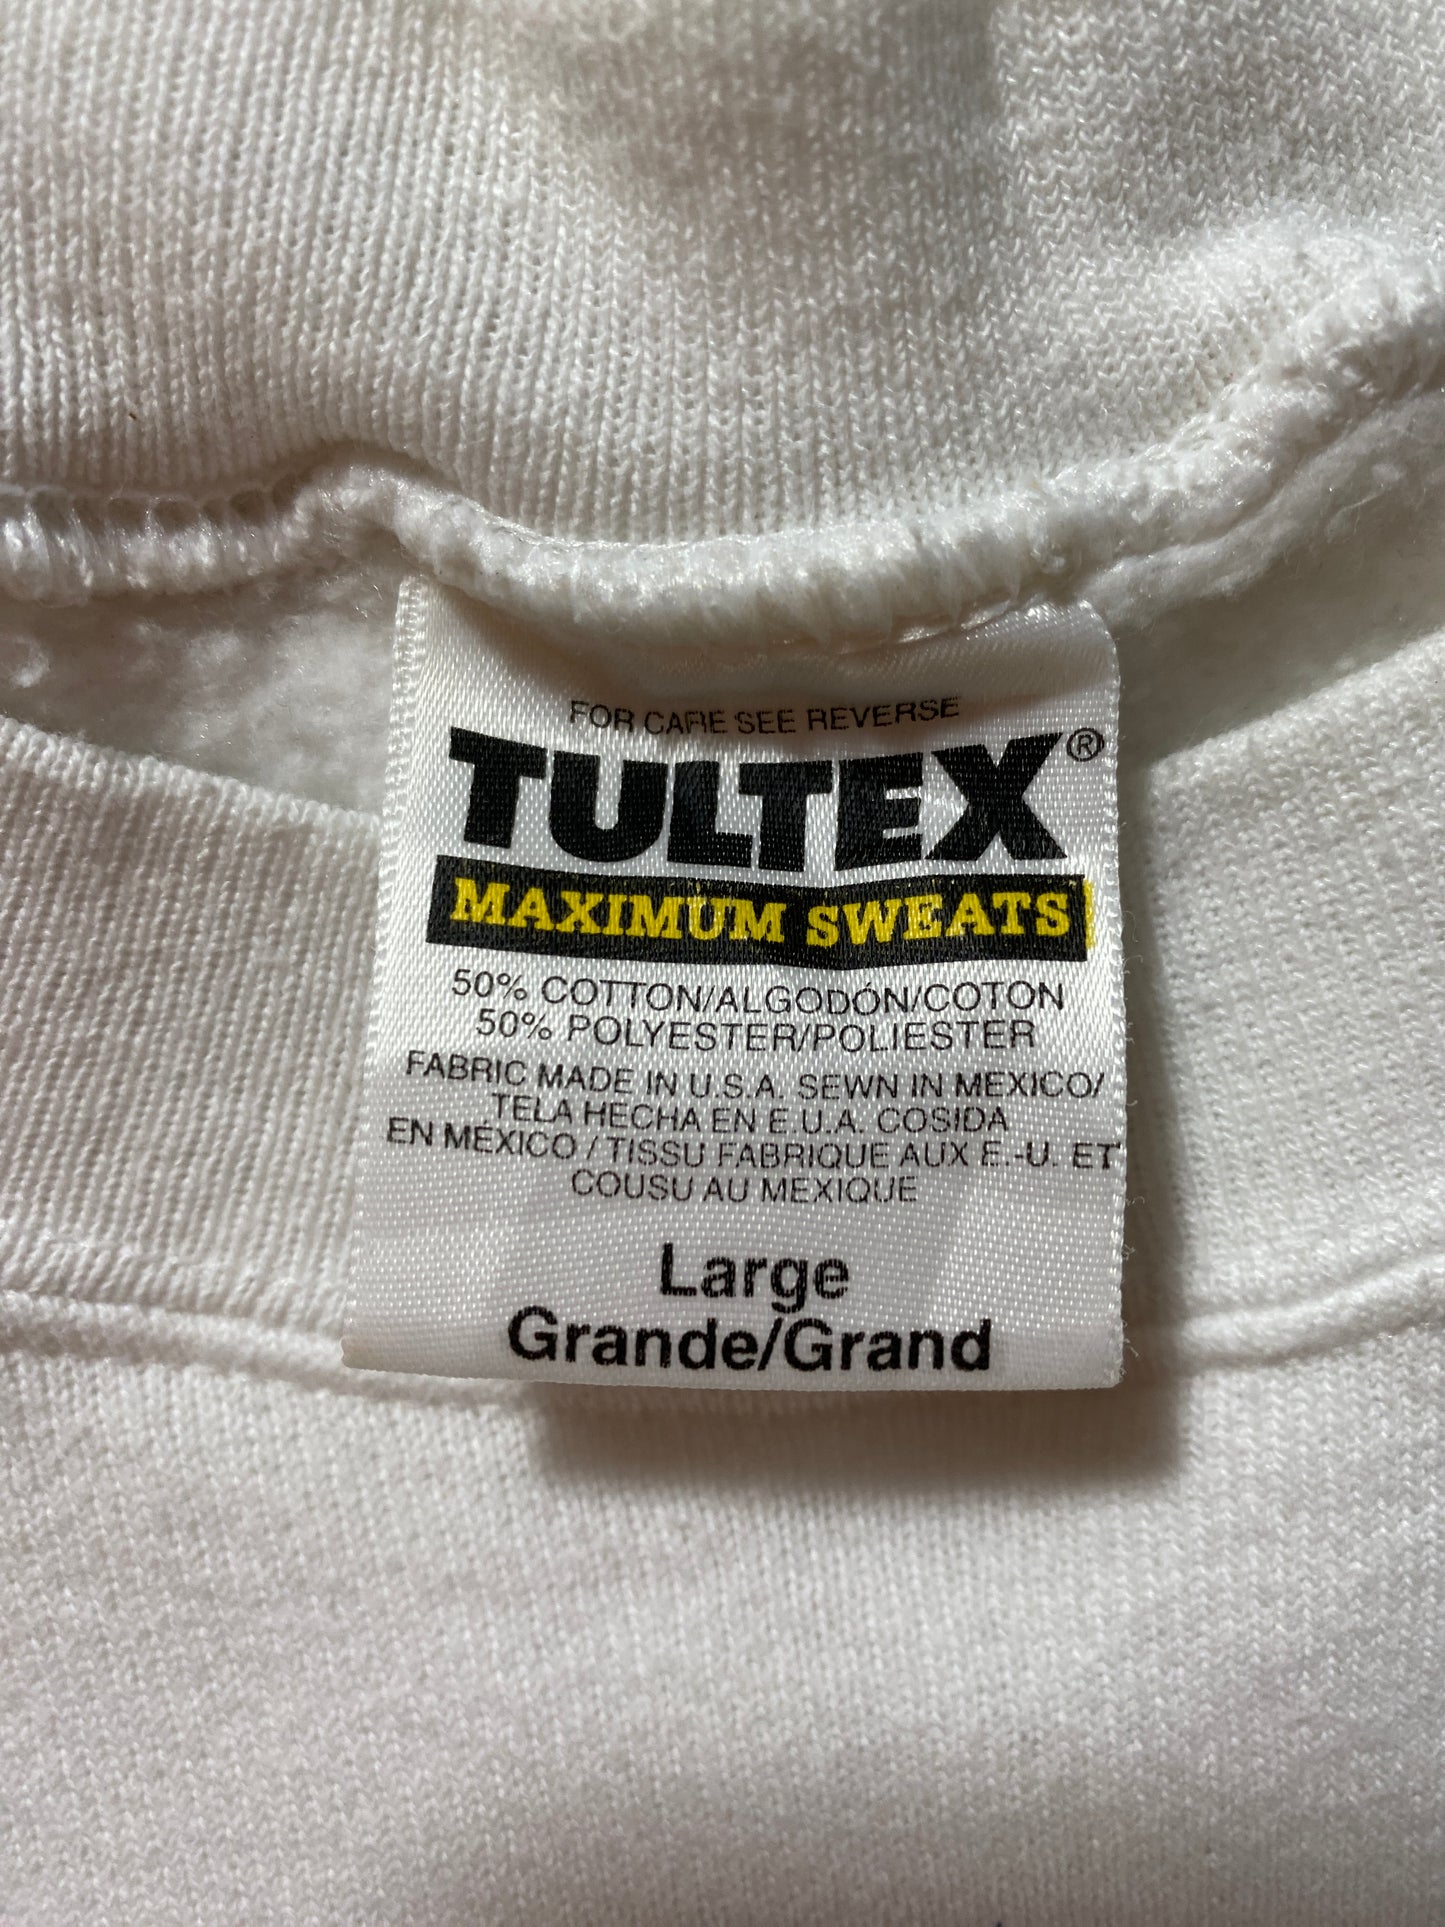 FOR CARE SEE REVERSE
TULTEX®
MAXIMUM SWEATS
50% COTTON/ALGODÓN/COTON
50% POLYESTER/POLIESTER
FABRIC MADE IN U.S.A. SEWN IN MEXICO/
TELA HECHA EN E.U.A. COSIDA
EN MEXICO / TISSU FABRIQUE AUX E.-U. ET
COUSU AU MEXIQUE
Large
Grande/Grand